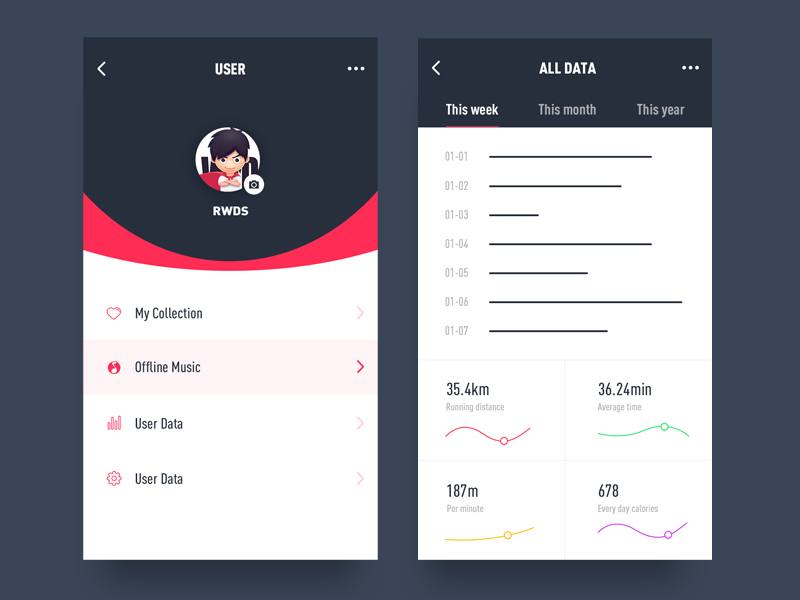 USER
RWDS
My Collection
Offline Music
User Data
User Data
ALL DATA
This week This month This year
01-01
01-02
01-03
01-04
01-05
01-06
01-07
35.4km
Running distance
36.24min
Average time
187m
Per minute
678
Every day calories